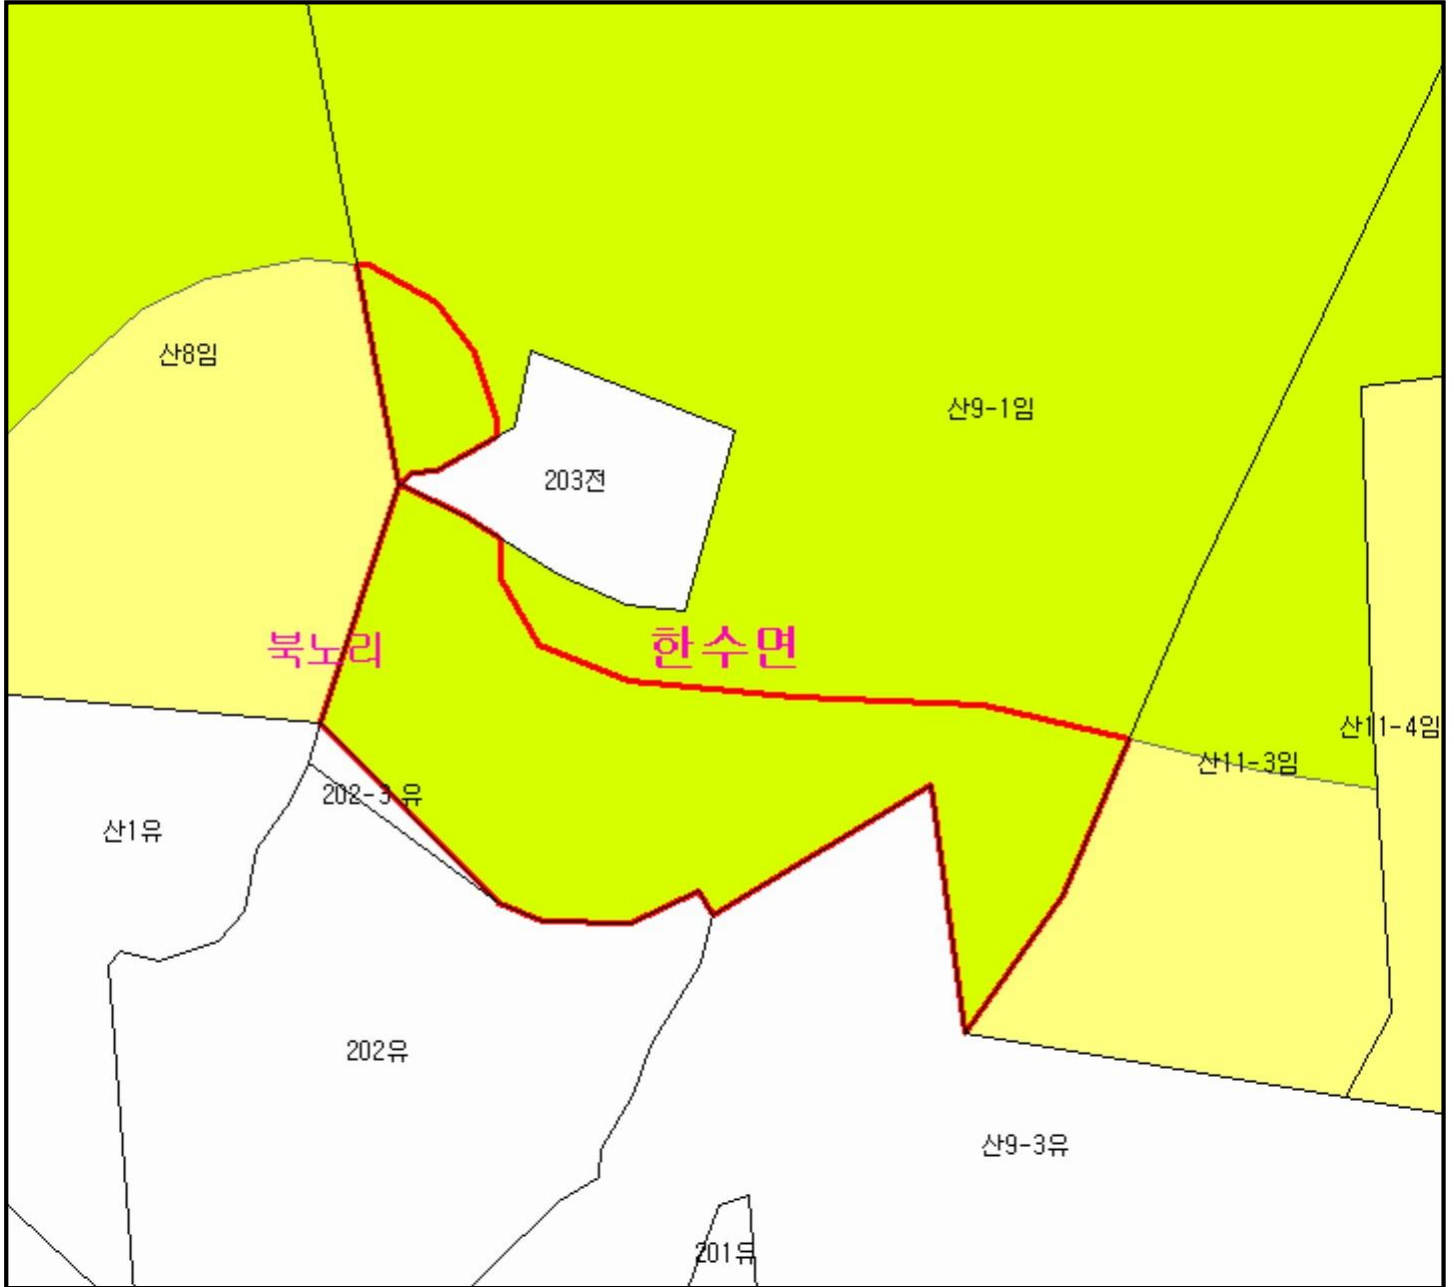 산8임
산9-1임
203전
북노리
한수면
산11-4임
산11-3임
202-3 유
산1유
202유
산9-3유
201유